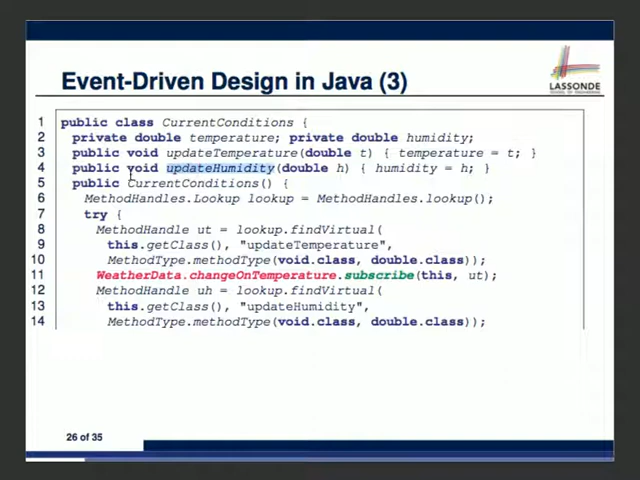 Event-Driven Design in Java (3)
LASSONDE
1 public class CurrentConditions {
2 private double temperature; private double humidity;
3 public void updateTemperature(double t) { temperature = t; }
4 public void updateHumidity(double h) { humidity = h; }
5 public CurrentConditions() {
6 MethodHandles.Lookup lookup = MethodHandles.lookup();
7 try {
8 MethodHandle ut = lookup.findVirtual(
9 this.getClass(), "updateTemperature",
10 MethodType.methodType(void.class, double.class));
11 WeatherData.changeOnTemperature.subscribe(this, ut);
12 MethodHandle uh = lookup.findVirtual(
13 this.getClass(), "updateHumidity",
14 MethodType.methodType(void.class, double.class));
26 of 35